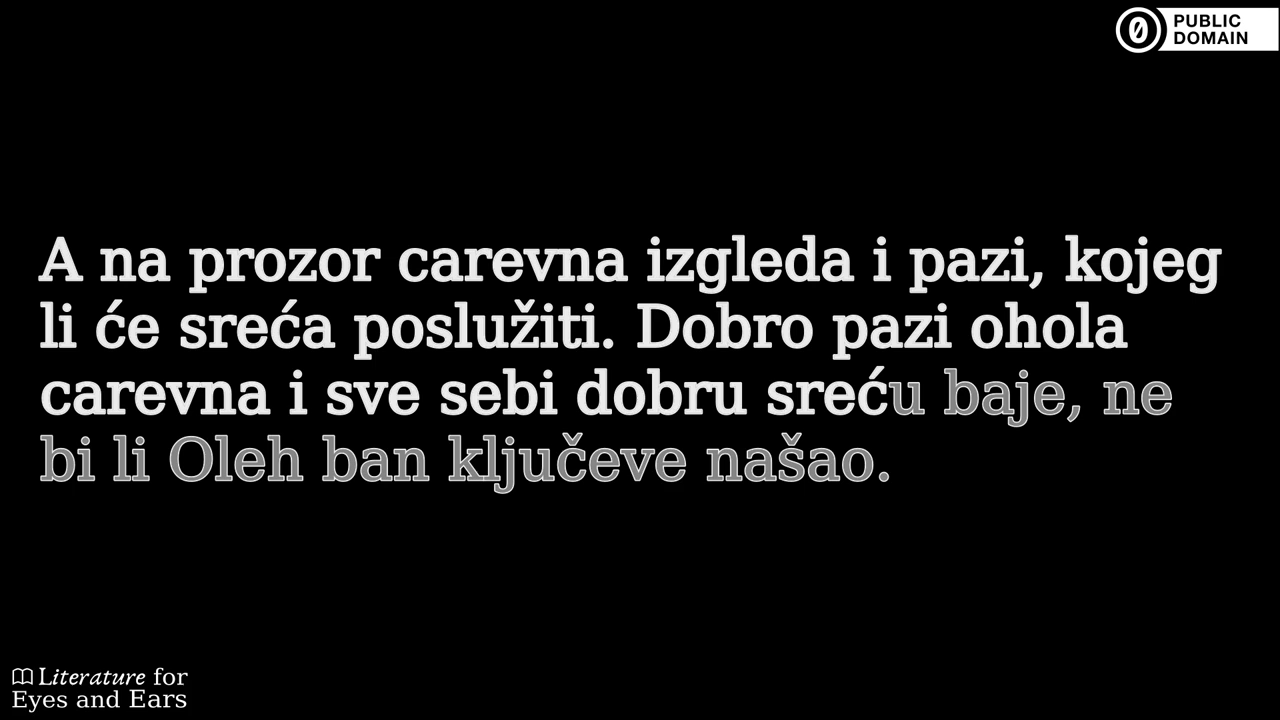 PUBLIC
DOMAIN
A na prozor carevna izgleda i pazi, kojeg
li će sreća poslužiti. Dobro pazi ohola
carevna i sve sebi dobru sreću baje, ne
bi li Oleh ban ključeve našao.
Literature for
Eyes and Ears